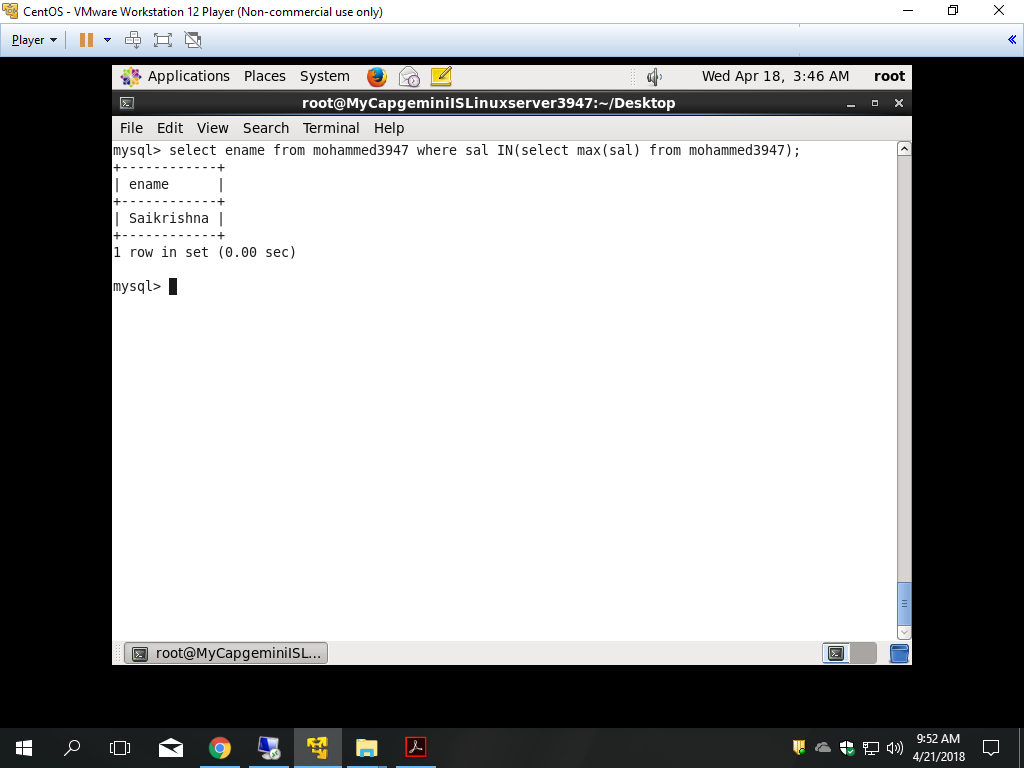 CentOS - VMware Workstation 12 Player (Non-commercial use only)
Player
Applications Places System Wed Apr 18, 3:46 AM root
root@MyCapgeminiISLinuxserver3947:~/Desktop
File Edit View Search Terminal Help
mysql> select ename from mohammed3947 where sal IN(select max(sal) from mohammed3947);
+------------+
| ename      |
+------------+
| Saikrishna |
+------------+
1 row in set (0.00 sec)
mysql>
root@MyCapgeminiISL...
9:52 AM
4/21/2018